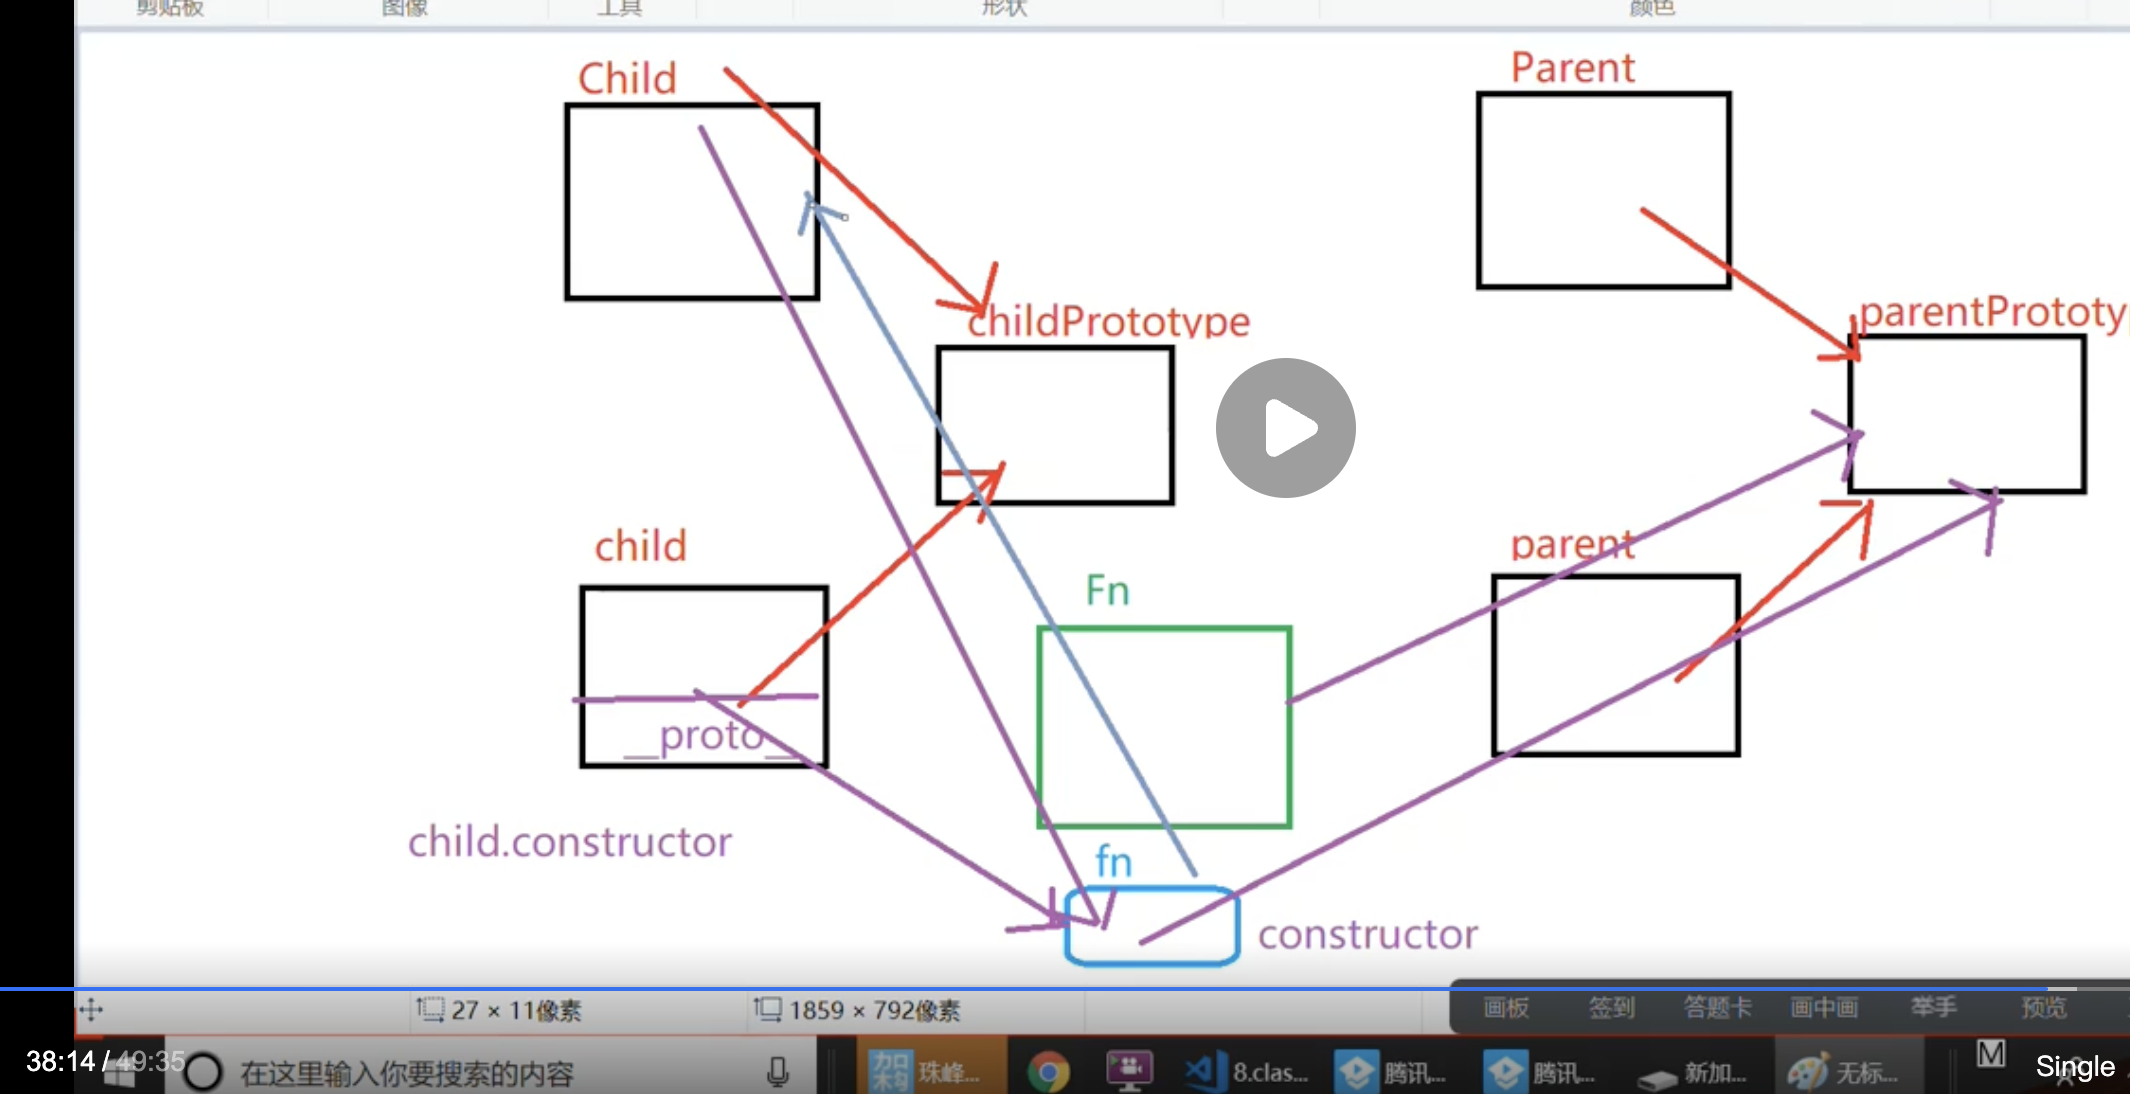 剪贴板 图像 工具 形状 颜色
Child
Parent
childPrototype
parentPrototy
child
parent
Fn
__proto__
child.constructor
fn
constructor
27 × 11像素 1859 × 792像素
画板 签到 答题卡 画中画 举手 预览
38:14 / 49:35
在这里输入你要搜索的内容
珠峰...
8.clas...
腾讯...
腾讯...
新加...
无标...
M
Single